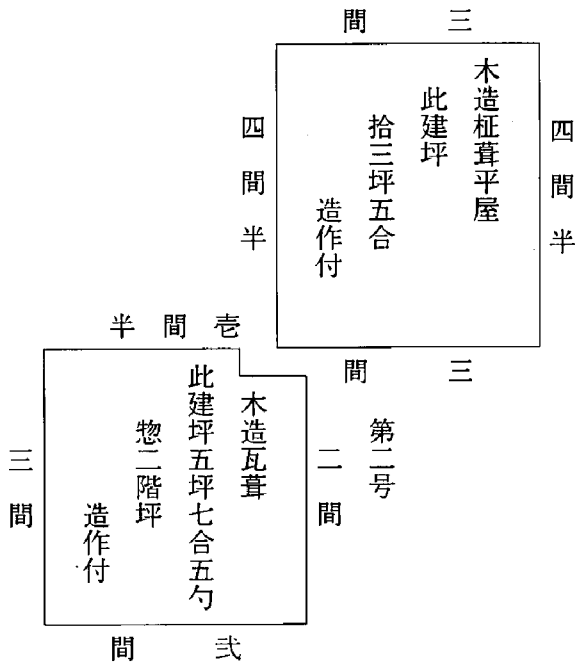 三間
四間半
木造柾葺平屋
此建坪
拾三坪五合
造作付
四間半
三間
第二号
壱間半
二間
木造瓦葺
此建坪五坪七合五勺
惣二階坪
造作付
三間
弐間